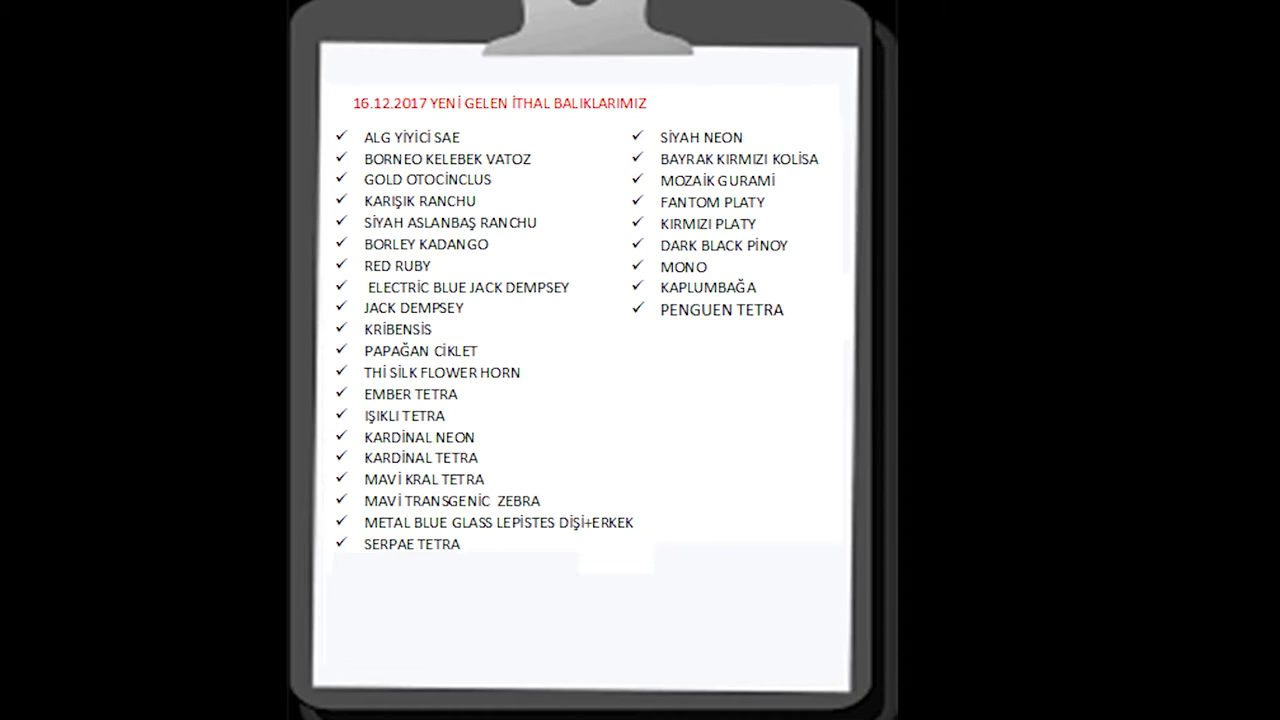 16.12.2017 YENİ GELEN İTHAL BALIKLARIMIZ
ALG YİYİCİ SAE
BORNEO KELEBEK VATOZ
GOLD OTOCİNCLUS
KARIŞIK RANCHU
SİYAH ASLANBAŞ RANCHU
BORLEY KADANGO
RED RUBY
ELECTRİC BLUE JACK DEMPSEY
JACK DEMPSEY
KRİBENSİS
PAPAĞAN CİKLET
THİ SİLK FLOWER HORN
EMBER TETRA
IŞIKLI TETRA
KARDİNAL NEON
KARDİNAL TETRA
MAVİ KRAL TETRA
MAVİ TRANSGENİC ZEBRA
METAL BLUE GLASS LEPİSTES DİŞİ+ERKEK
SERPAE TETRA
SİYAH NEON
BAYRAK KIRMIZI KOLİSA
MOZAİK GURAMİ
FANTOM PLATY
KIRMIZI PLATY
DARK BLACK PİNOY
MONO
KAPLUMBAĞA
PENGUEN TETRA